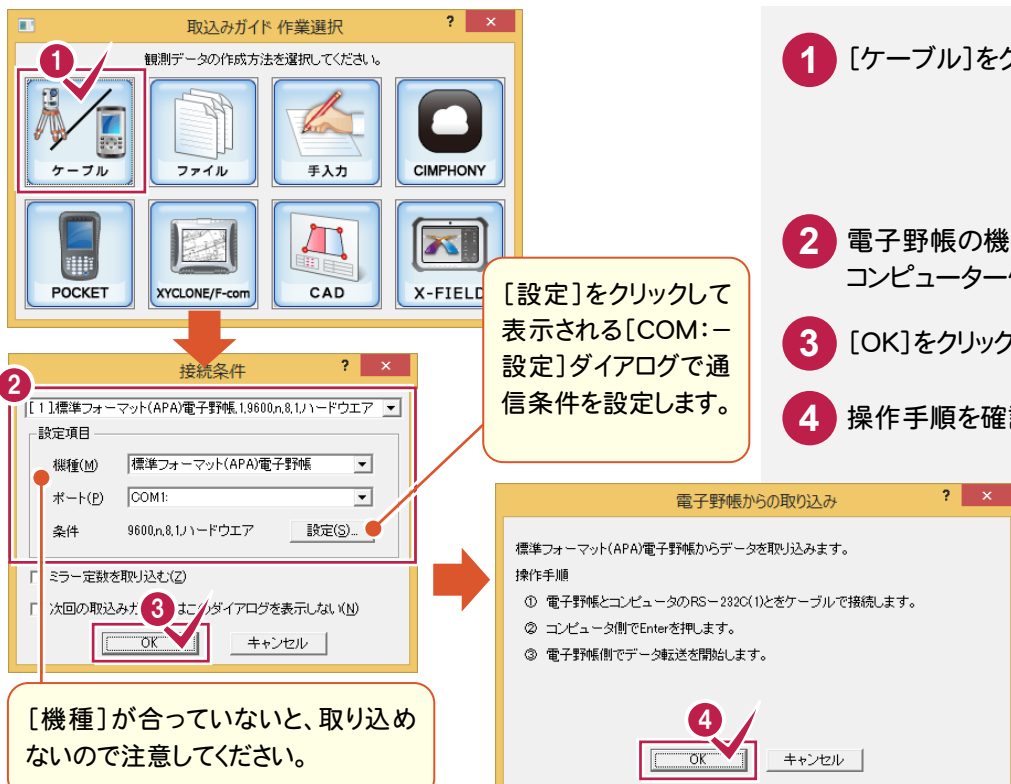 取込みガイド 作業選択
? ×
観測データの作成方法を選択してください。
1
ケーブル
ファイル
手入力
CIMPHONY
POCKET
XYCLONE/F-com
CAD
X-FIELD
[設定]をクリックして
表示される[COM:－
設定]ダイアログで通
信条件を設定します。
接続条件
? ×
2
[ 1 ]標準フォーマット(APA)電子野帳,1,9600,n,8,1,ハードウエア
設定項目
機種(M)
標準フォーマット(APA)電子野帳
ポート(P)
COM1:
条件
9600,n,8,1,ハードウエア
設定(S)...
ミラー定数を取り込む(Z)
次回の取込みガ
はこのダイアログを表示しない(N)
3
OK
キャンセル
[機種]が合っていないと、取り込め
ないので注意してください。
1 [ケーブル]をク
2 電子野帳の機
コンピューター
3 [OK]をクリック
4 操作手順を確
電子野帳からの取り込み
? ×
標準フォーマット(APA)電子野帳からデータを取り込みます。
操作手順
① 電子野帳とコンピュータのRS－232C(1)とをケーブルで接続します。
② コンピュータ側でEnterを押します。
③ 電子野帳側でデータ転送を開始します。
4
OK
キャンセル